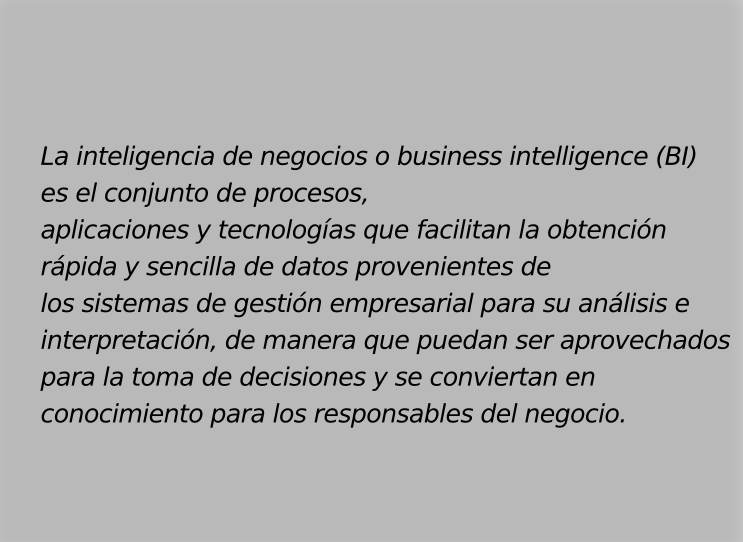 La inteligencia de negocios o business intelligence (BI)
es el conjunto de procesos,
aplicaciones y tecnologías que facilitan la obtención
rápida y sencilla de datos provenientes de
los sistemas de gestión empresarial para su análisis e
interpretación, de manera que puedan ser aprovechados
para la toma de decisiones y se conviertan en
conocimiento para los responsables del negocio.